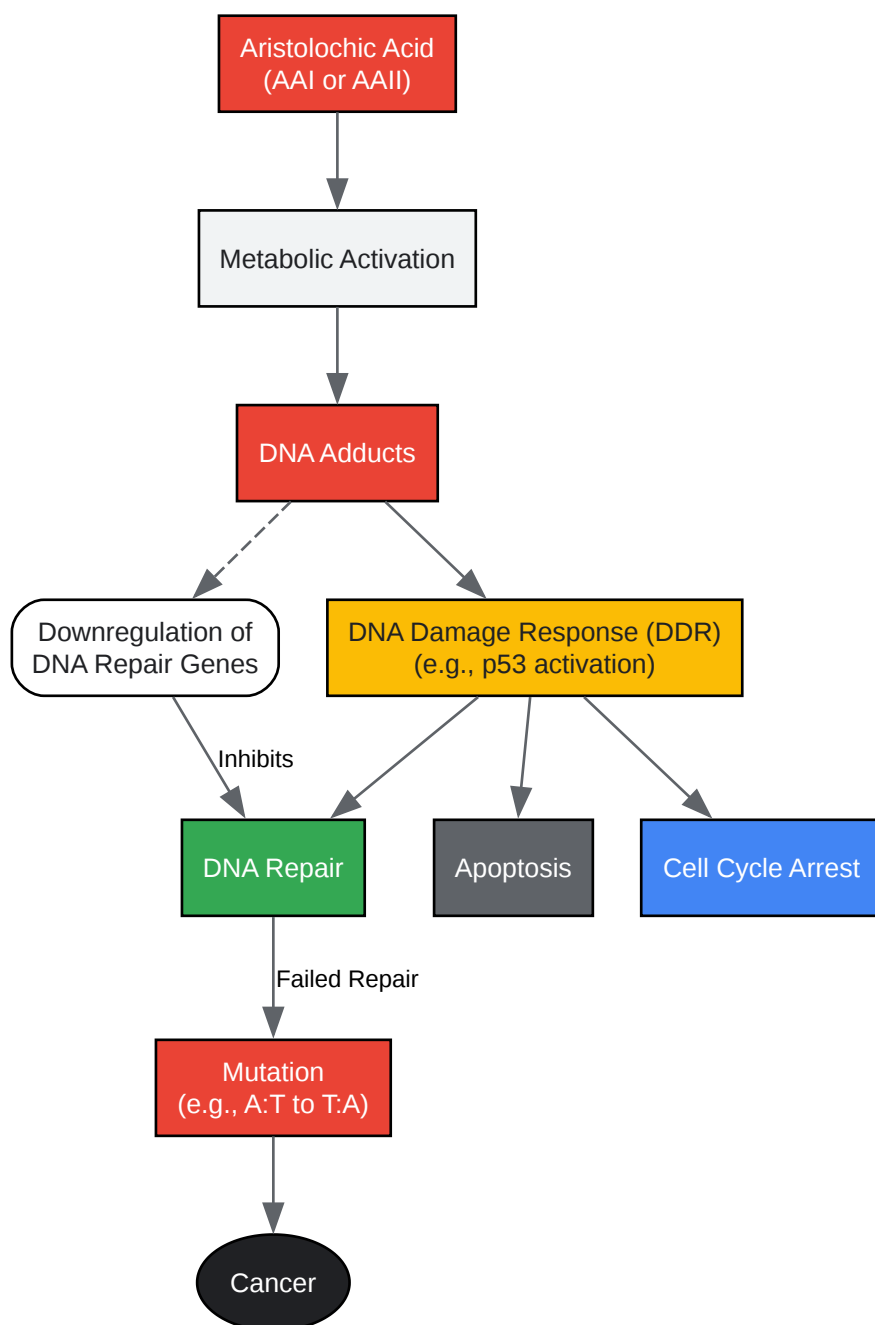 Aristolochic Acid
(AAI or AAII)
Metabolic Activation
DNA Adducts
Downregulation of
DNA Repair Genes
DNA Damage Response (DDR)
(e.g., p53 activation)
Inhibits
DNA Repair
Apoptosis
Cell Cycle Arrest
Failed Repair
Mutation
(e.g., A:T to T:A)
Cancer